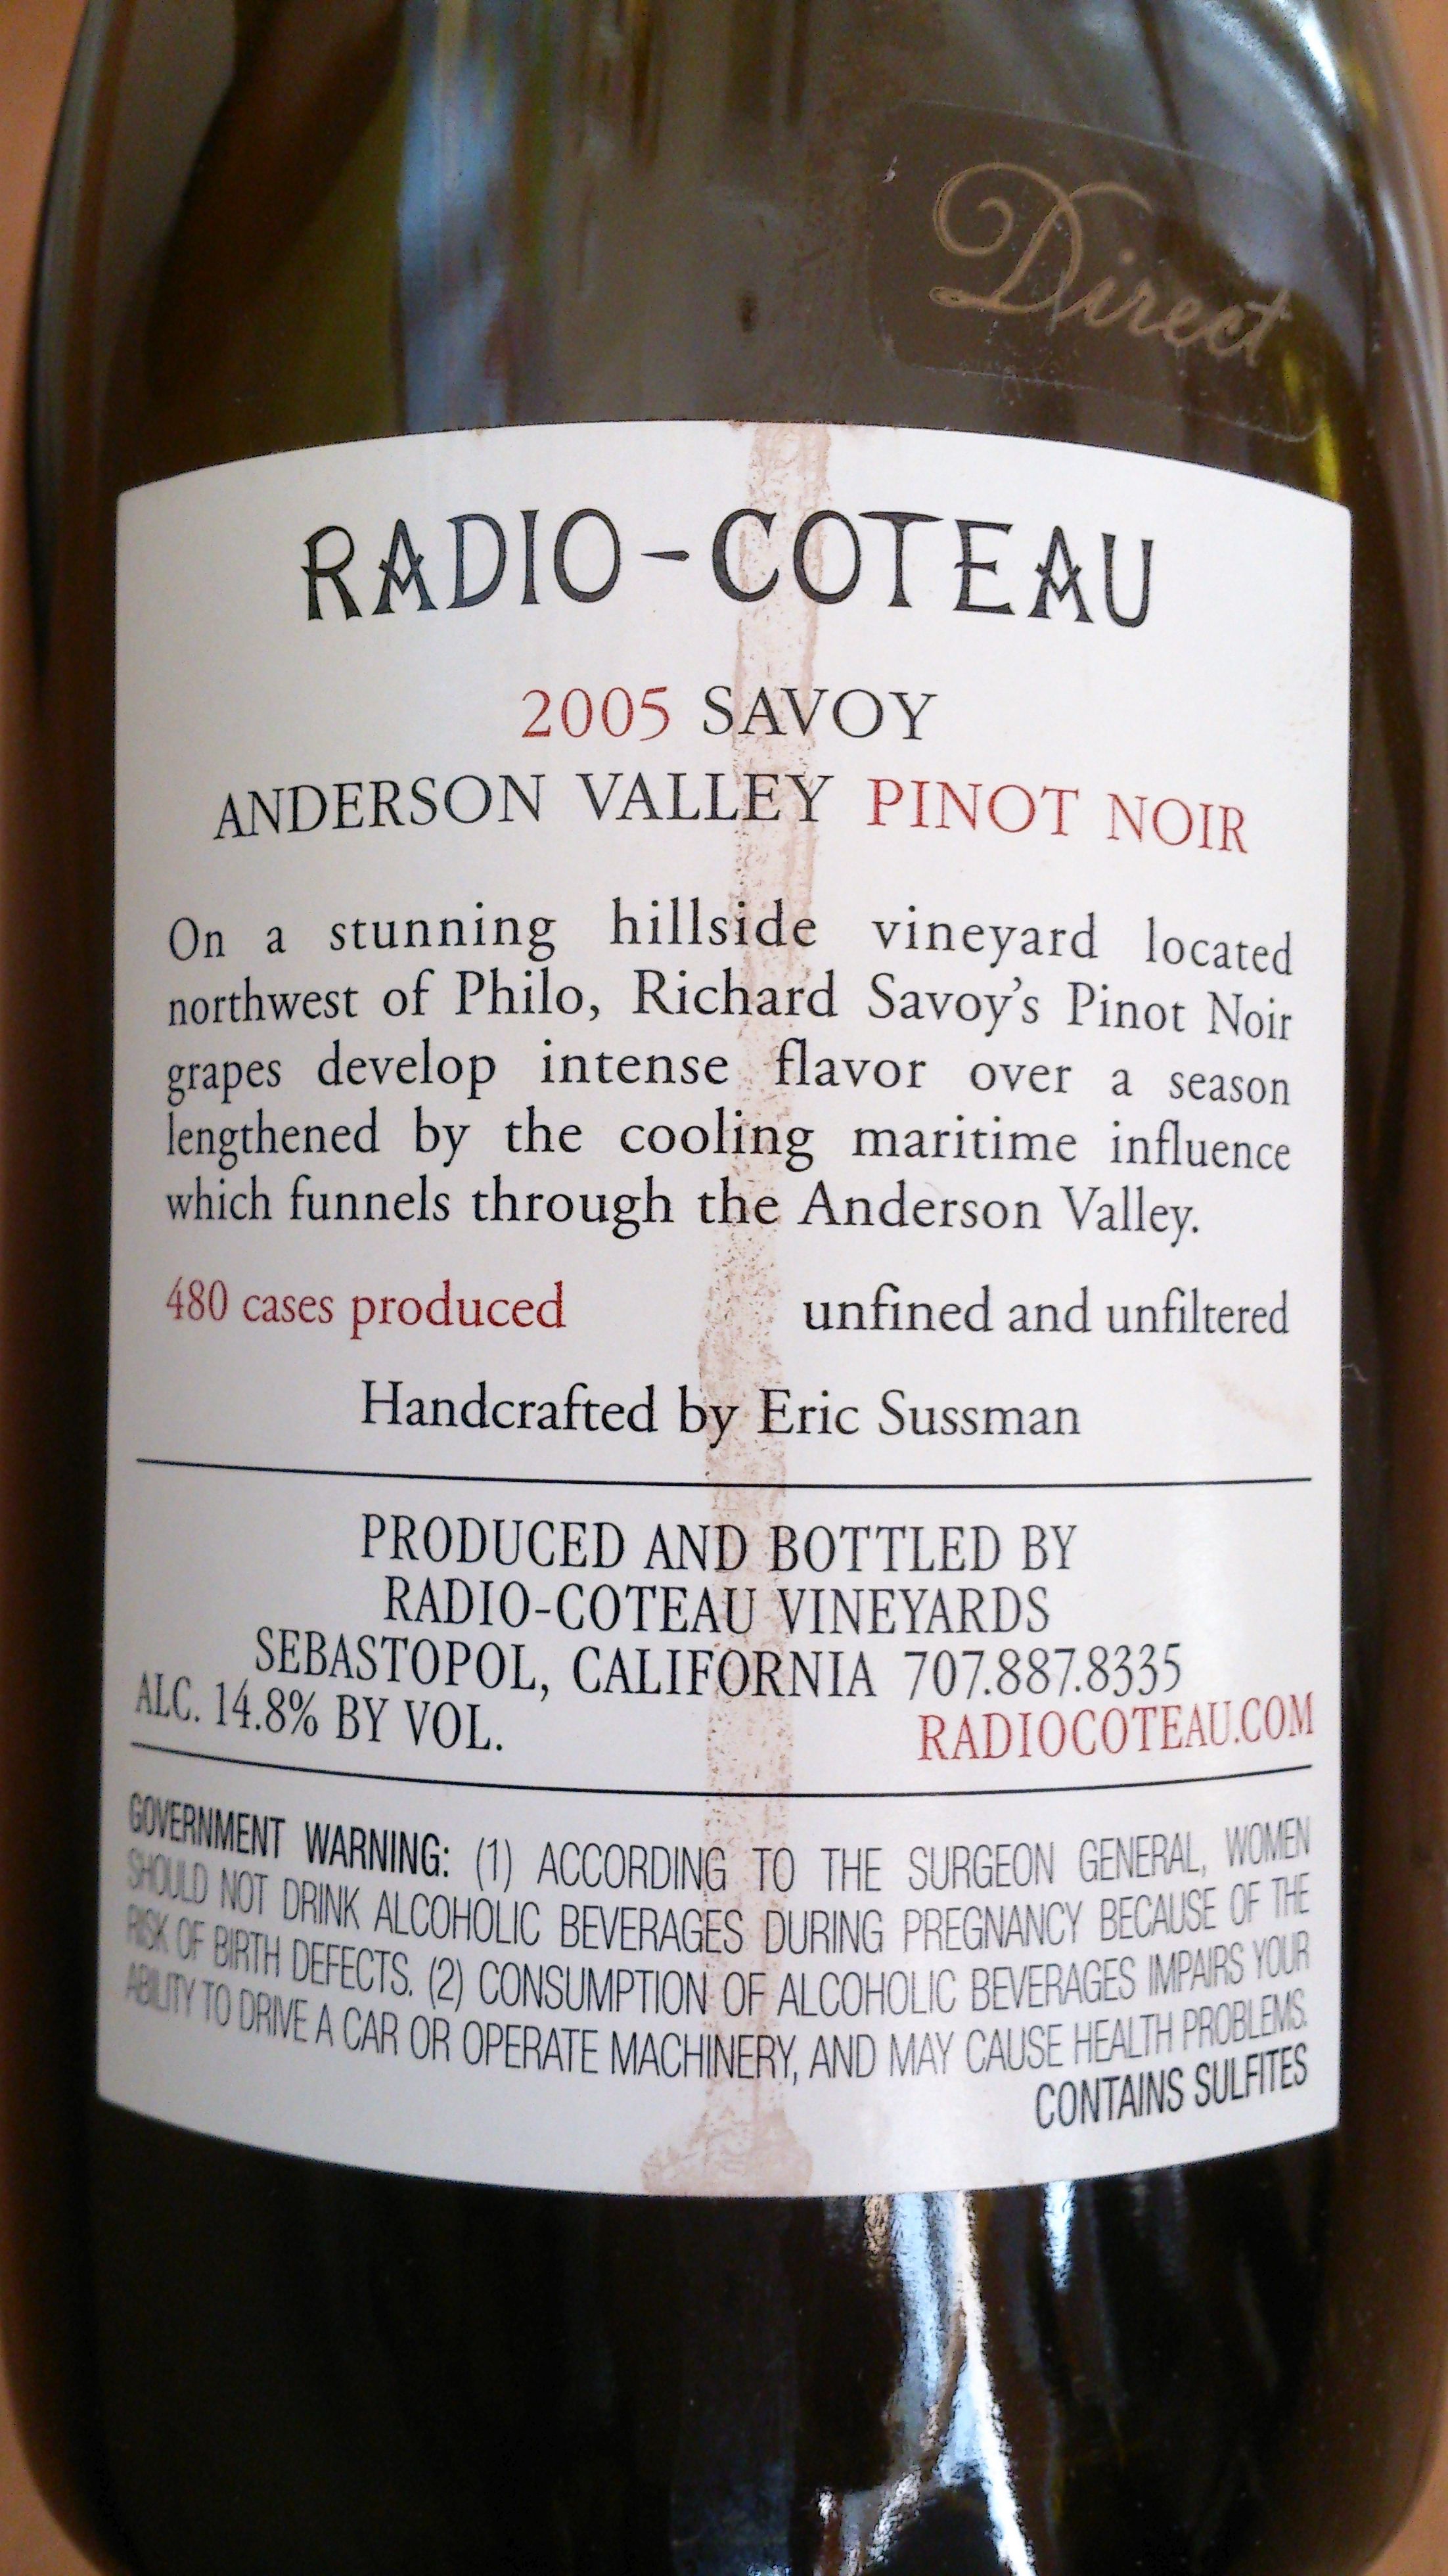 Direct
RADIO-COTEAU
2005 SAVOY
ANDERSON VALLEY PINOT NOIR
On a stunning hillside vineyard located
northwest of Philo, Richard Savoy's Pinot Noir
grapes develop intense flavor over a season
lengthened by the cooling maritime influence
which funnels through the Anderson Valley.
480 cases produced unfined and unfiltered
Handcrafted by Eric Sussman
PRODUCED AND BOTTLED BY
RADIO-COTEAU VINEYARDS
SEBASTOPOL, CALIFORNIA 707.887.8335
ALC. 14.8% BY VOL. RADIOCOTEAU.COM
GOVERNMENT WARNING: (1) ACCORDING TO THE SURGEON GENERAL, WOMEN
SHOULD NOT DRINK ALCOHOLIC BEVERAGES DURING PREGNANCY BECAUSE OF THE
RISK OF BIRTH DEFECTS. (2) CONSUMPTION OF ALCOHOLIC BEVERAGES IMPAIRS YOUR
ABILITY TO DRIVE A CAR OR OPERATE MACHINERY, AND MAY CAUSE HEALTH PROBLEMS.
CONTAINS SULFITES